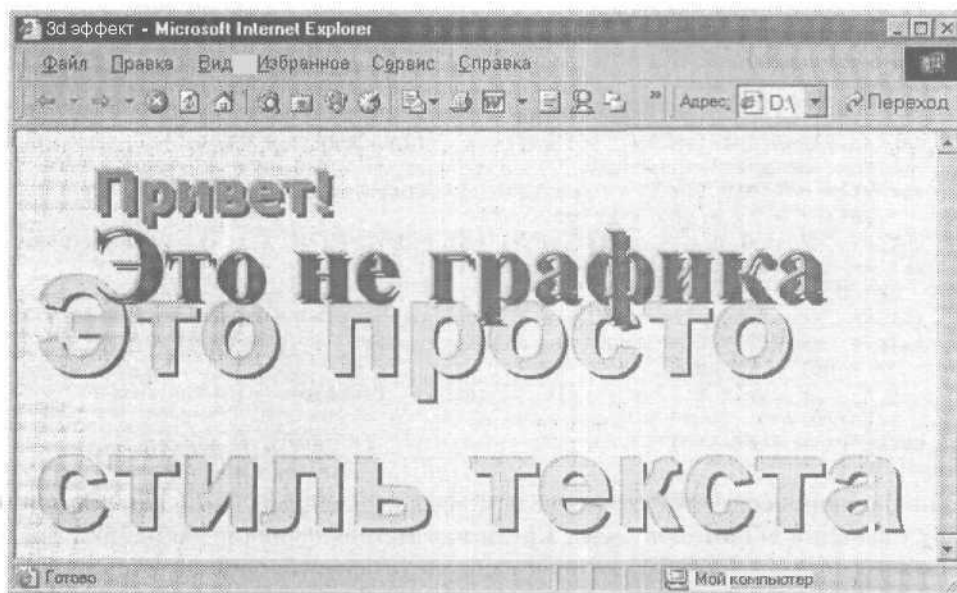 3d эффект - Microsoft Internet Explorer
Файл Правка Вид Избранное Сервис Справка
» Адрес: D:\ Переход
Привет!
Это не графика
Это просто
стиль текста
Готово Мой компьютер